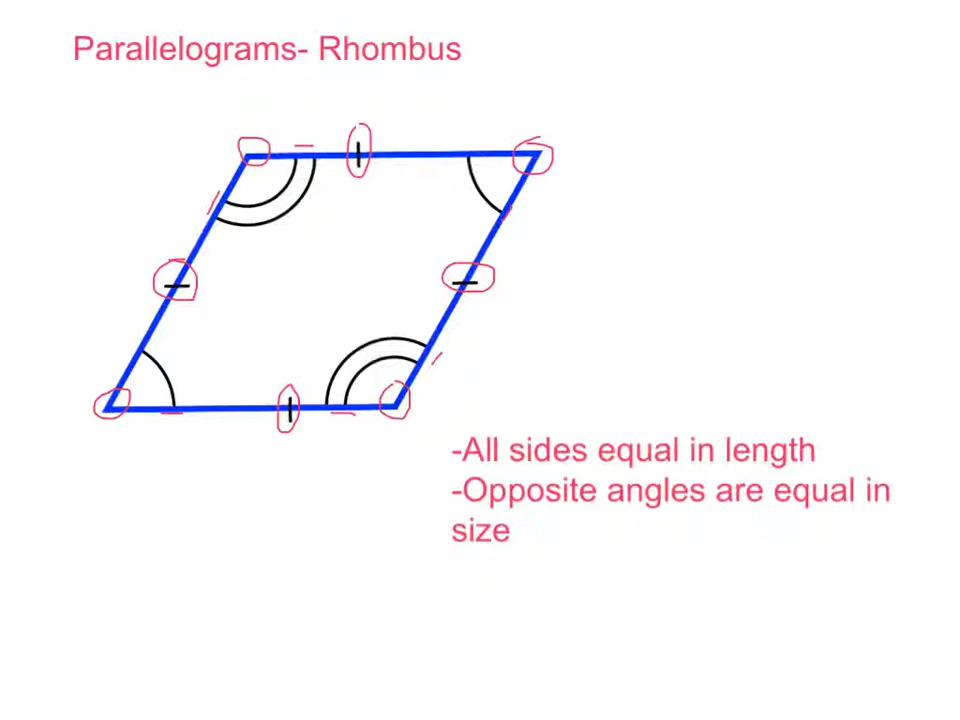 Parallelograms- Rhombus
-All sides equal in length
-Opposite angles are equal in
size